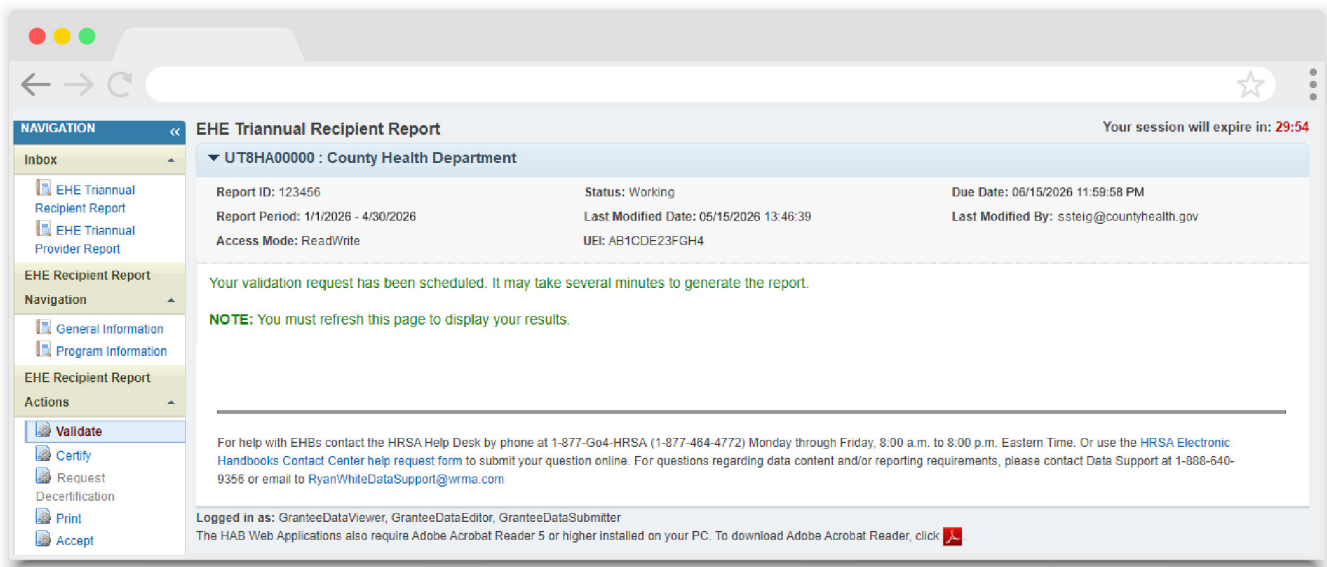 NAVIGATION «
Inbox
EHE Triannual
Recipient Report
EHE Triannual
Provider Report
EHE Recipient Report
Navigation
General Information
Program Information
EHE Recipient Report
Actions
Validate
Certify
Request
Decertification
Print
Accept
EHE Triannual Recipient Report
Your session will expire in: 29:54
UT8HA00000 : County Health Department
Report ID: 123456 Status: Working Due Date: 06/15/2026 11:59:58 PM
Report Period: 1/1/2026 - 4/30/2026 Last Modified Date: 05/15/2026 13:46:39 Last Modified By: ssteig@countyhealth.gov
Access Mode: ReadWrite UEI: AB1CDE23FGH4
Your validation request has been scheduled. It may take several minutes to generate the report.
NOTE: You must refresh this page to display your results.
For help with EHBs contact the HRSA Help Desk by phone at 1-877-Go4-HRSA (1-877-464-4772) Monday through Friday, 8:00 a.m. to 8:00 p.m. Eastern Time. Or use the HRSA Electronic
Handbooks Contact Center help request form to submit your question online. For questions regarding data content and/or reporting requirements, please contact Data Support at 1-888-640-
9356 or email to RyanWhiteDataSupport@wrma.com
Logged in as: GranteeDataViewer, GranteeDataEditor, GranteeDataSubmitter
The HAB Web Applications also require Adobe Acrobat Reader 5 or higher installed on your PC. To download Adobe Acrobat Reader, click